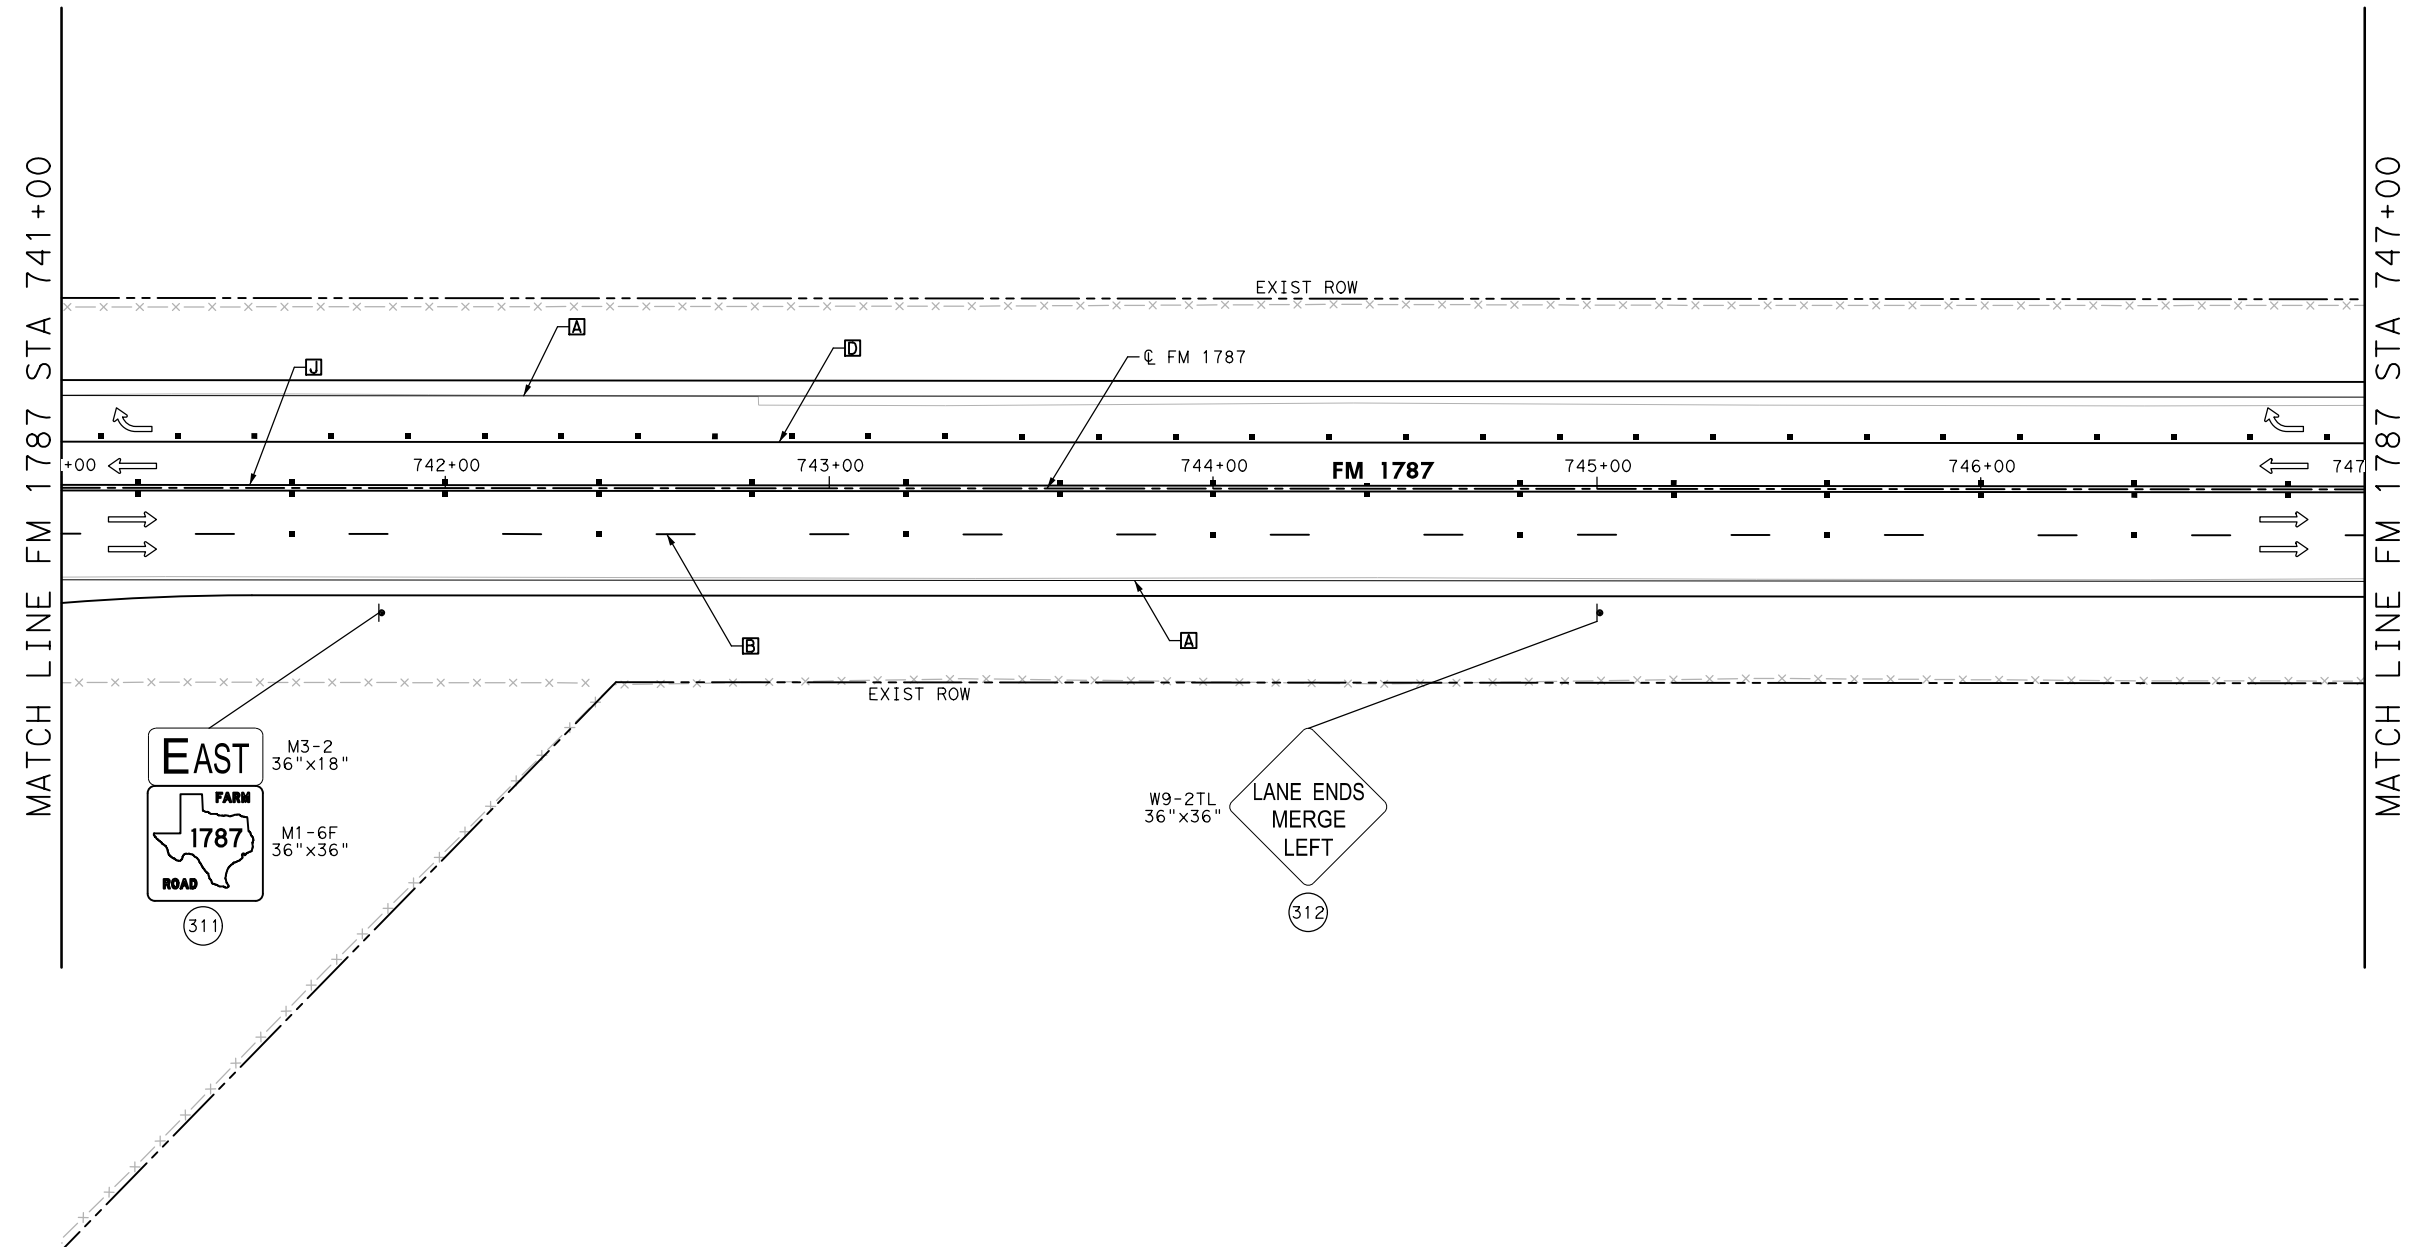 MATCH LINE FM 1787 STA 741+00
EXIST ROW
A
D
J
℄ FM 1787
+00
742+00
743+00
744+00
FM 1787
745+00
746+00
747
B
A
EXIST ROW
EAST
M3-2
36"x18"
FARM
1787
ROAD
M1-6F
36"x36"
311
W9-2TL
36"x36"
LANE ENDS
MERGE
LEFT
312
MATCH LINE FM 1787 STA 747+00